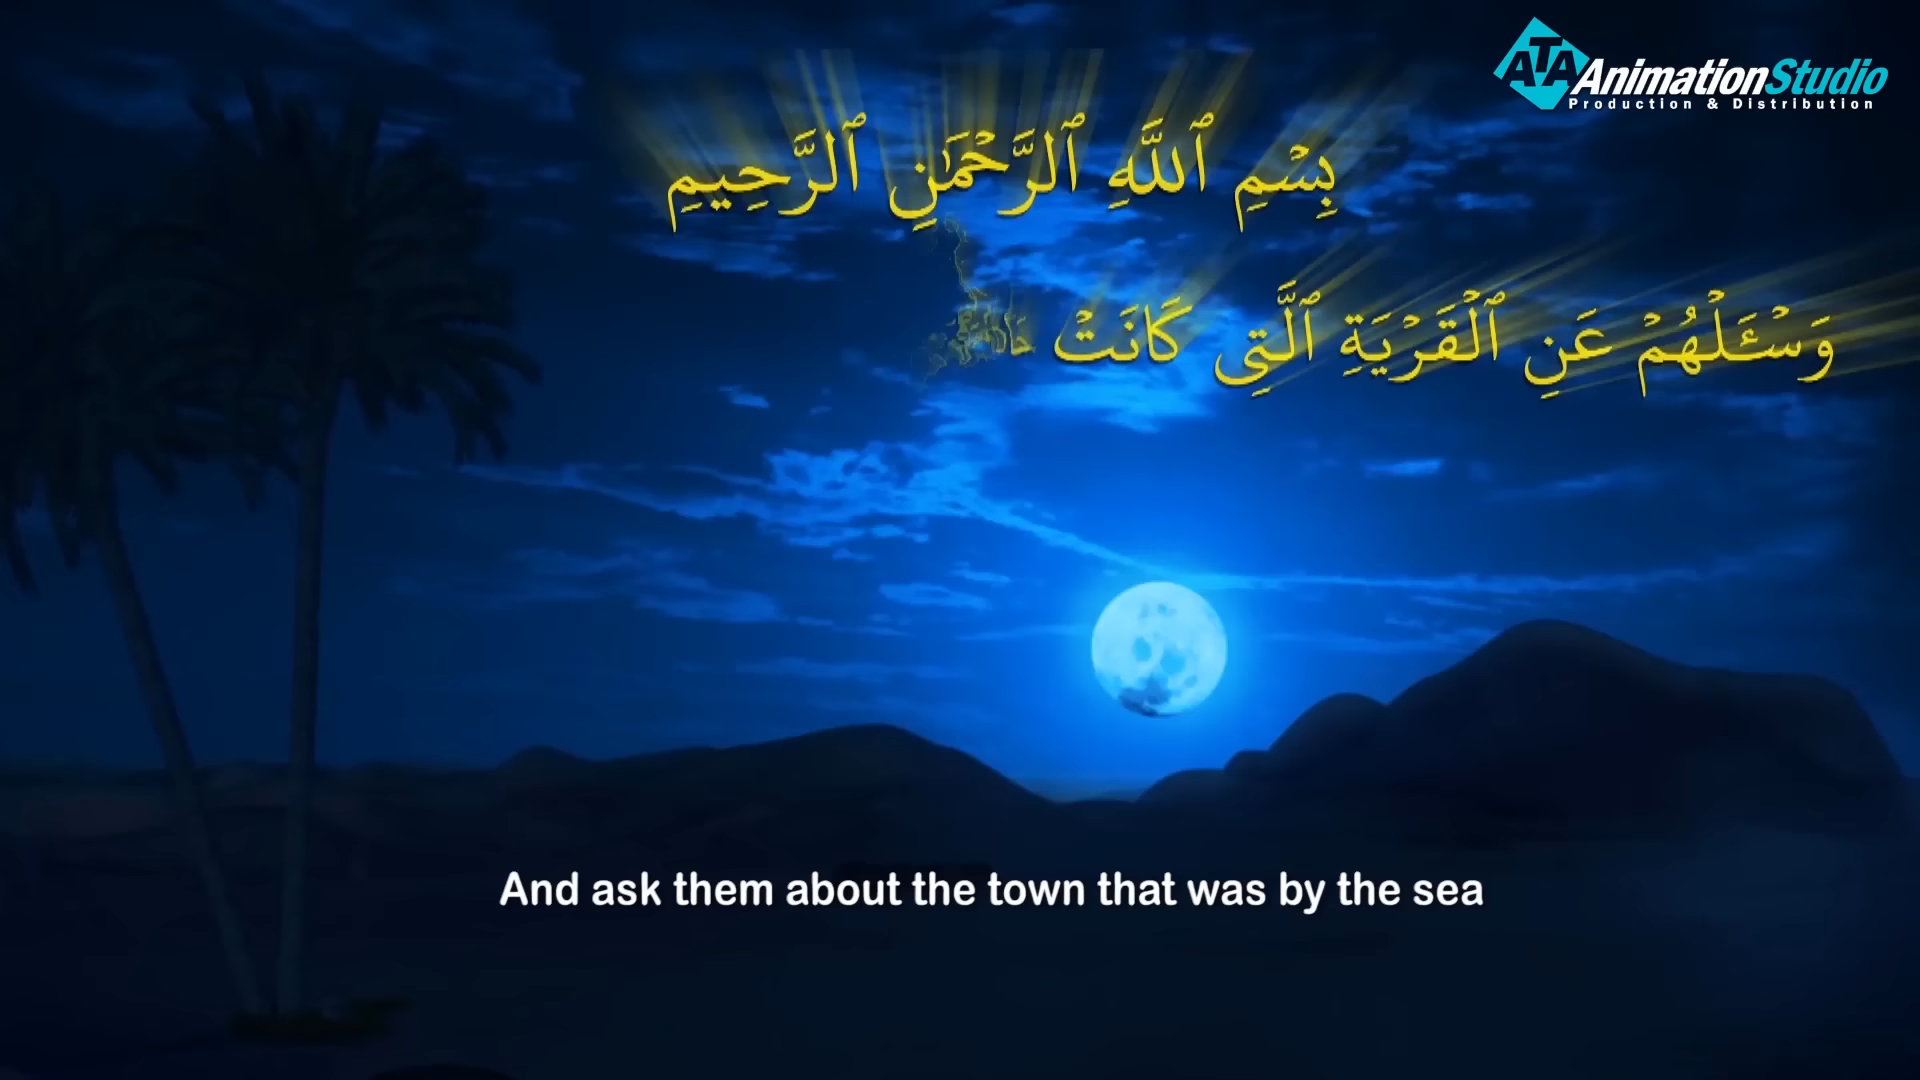 ATA AnimationStudio
Production & Distribution
بِسْمِ ٱللَّهِ ٱلرَّحْمَٰنِ ٱلرَّحِيمِ
وَسْـَٔلْهُمْ عَنِ ٱلْقَرْيَةِ ٱلَّتِى كَانَتْ
And ask them about the town that was by the sea